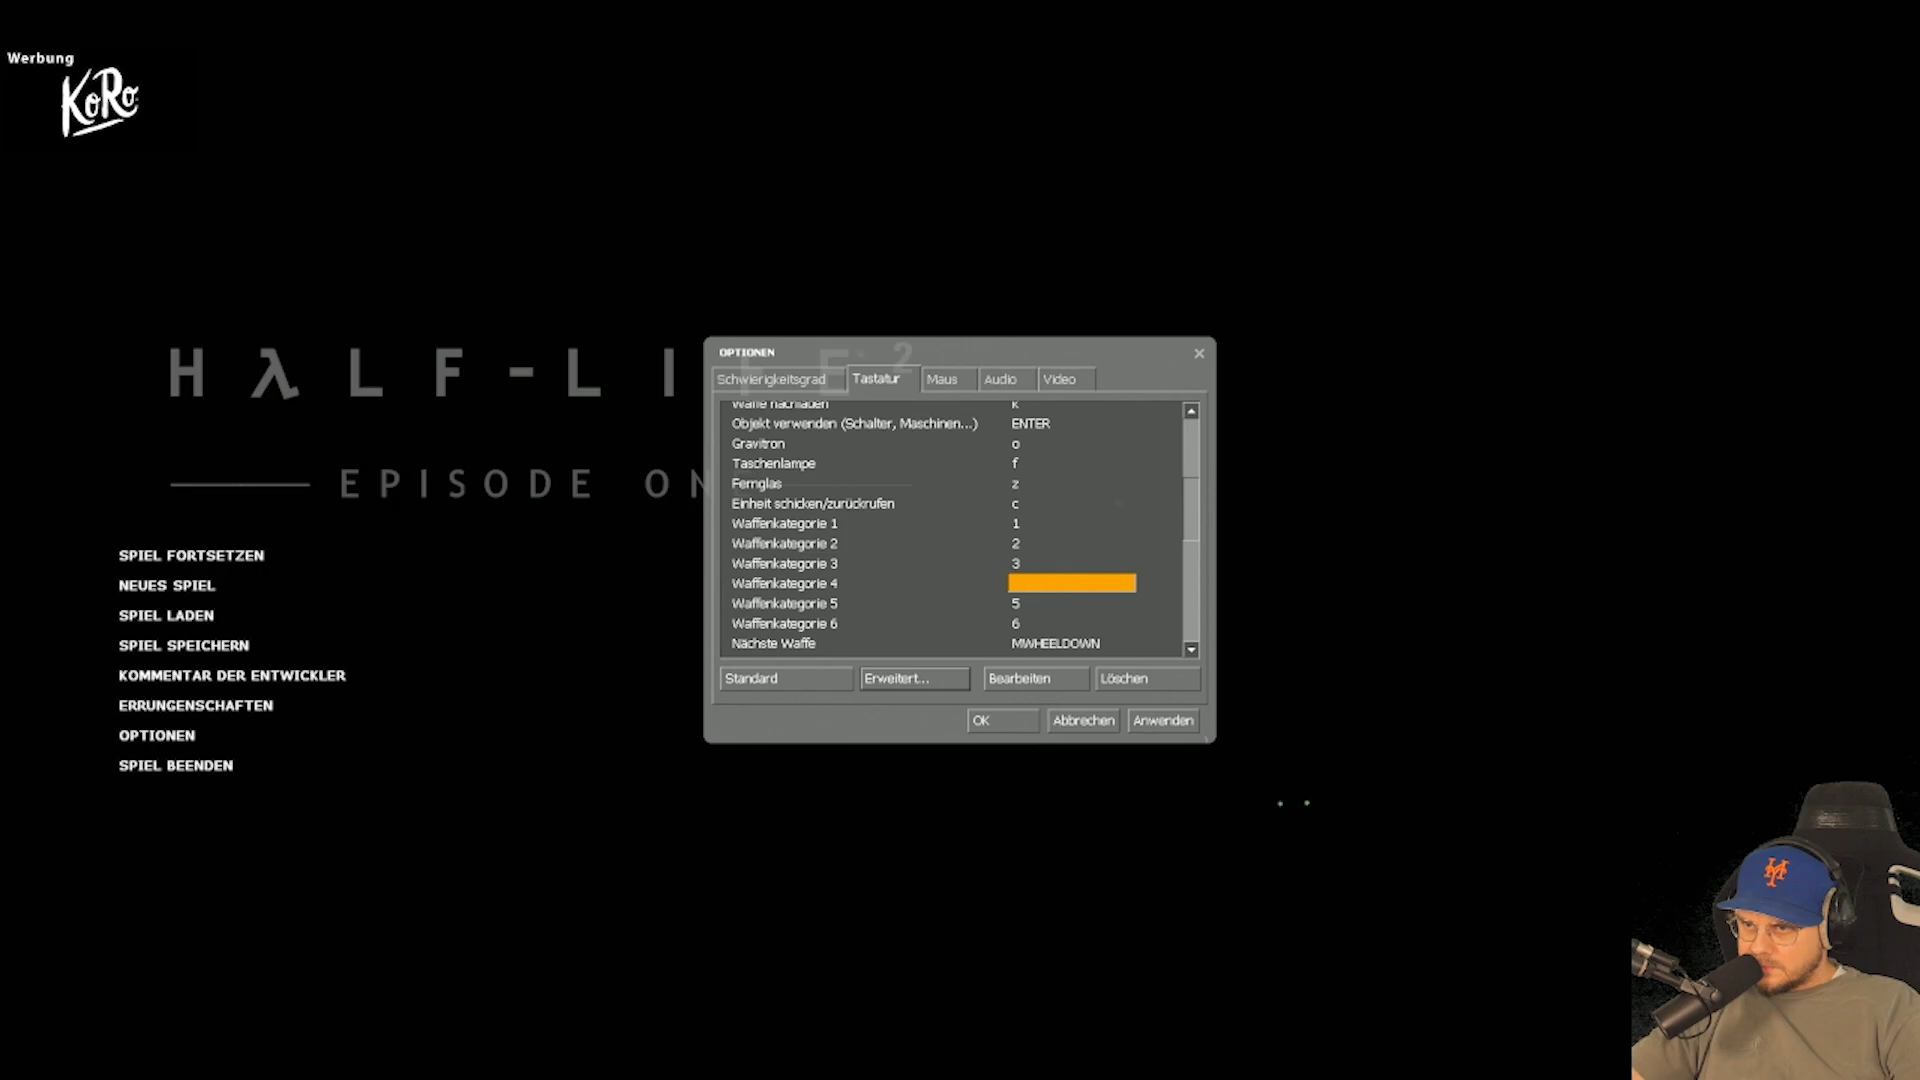 Werbung
KoRo
HλLF-LIFE²
EPISODE ON
SPIEL FORTSETZEN
NEUES SPIEL
SPIEL LADEN
SPIEL SPEICHERN
KOMMENTAR DER ENTWICKLER
ERRUNGENSCHAFTEN
OPTIONEN
SPIEL BEENDEN
OPTIONEN
Schwierigkeitsgrad Tastatur Maus Audio Video
Waffe nachladen K
Objekt verwenden (Schalter, Maschinen...) ENTER
Gravitron o
Taschenlampe f
Fernglas z
Einheit schicken/zurückrufen c
Waffenkategorie 1 1
Waffenkategorie 2 2
Waffenkategorie 3 3
Waffenkategorie 4
Waffenkategorie 5 5
Waffenkategorie 6 6
Nächste Waffe MWHEELDOWN
Standard Erweitert... Bearbeiten Löschen
OK Abbrechen Anwenden